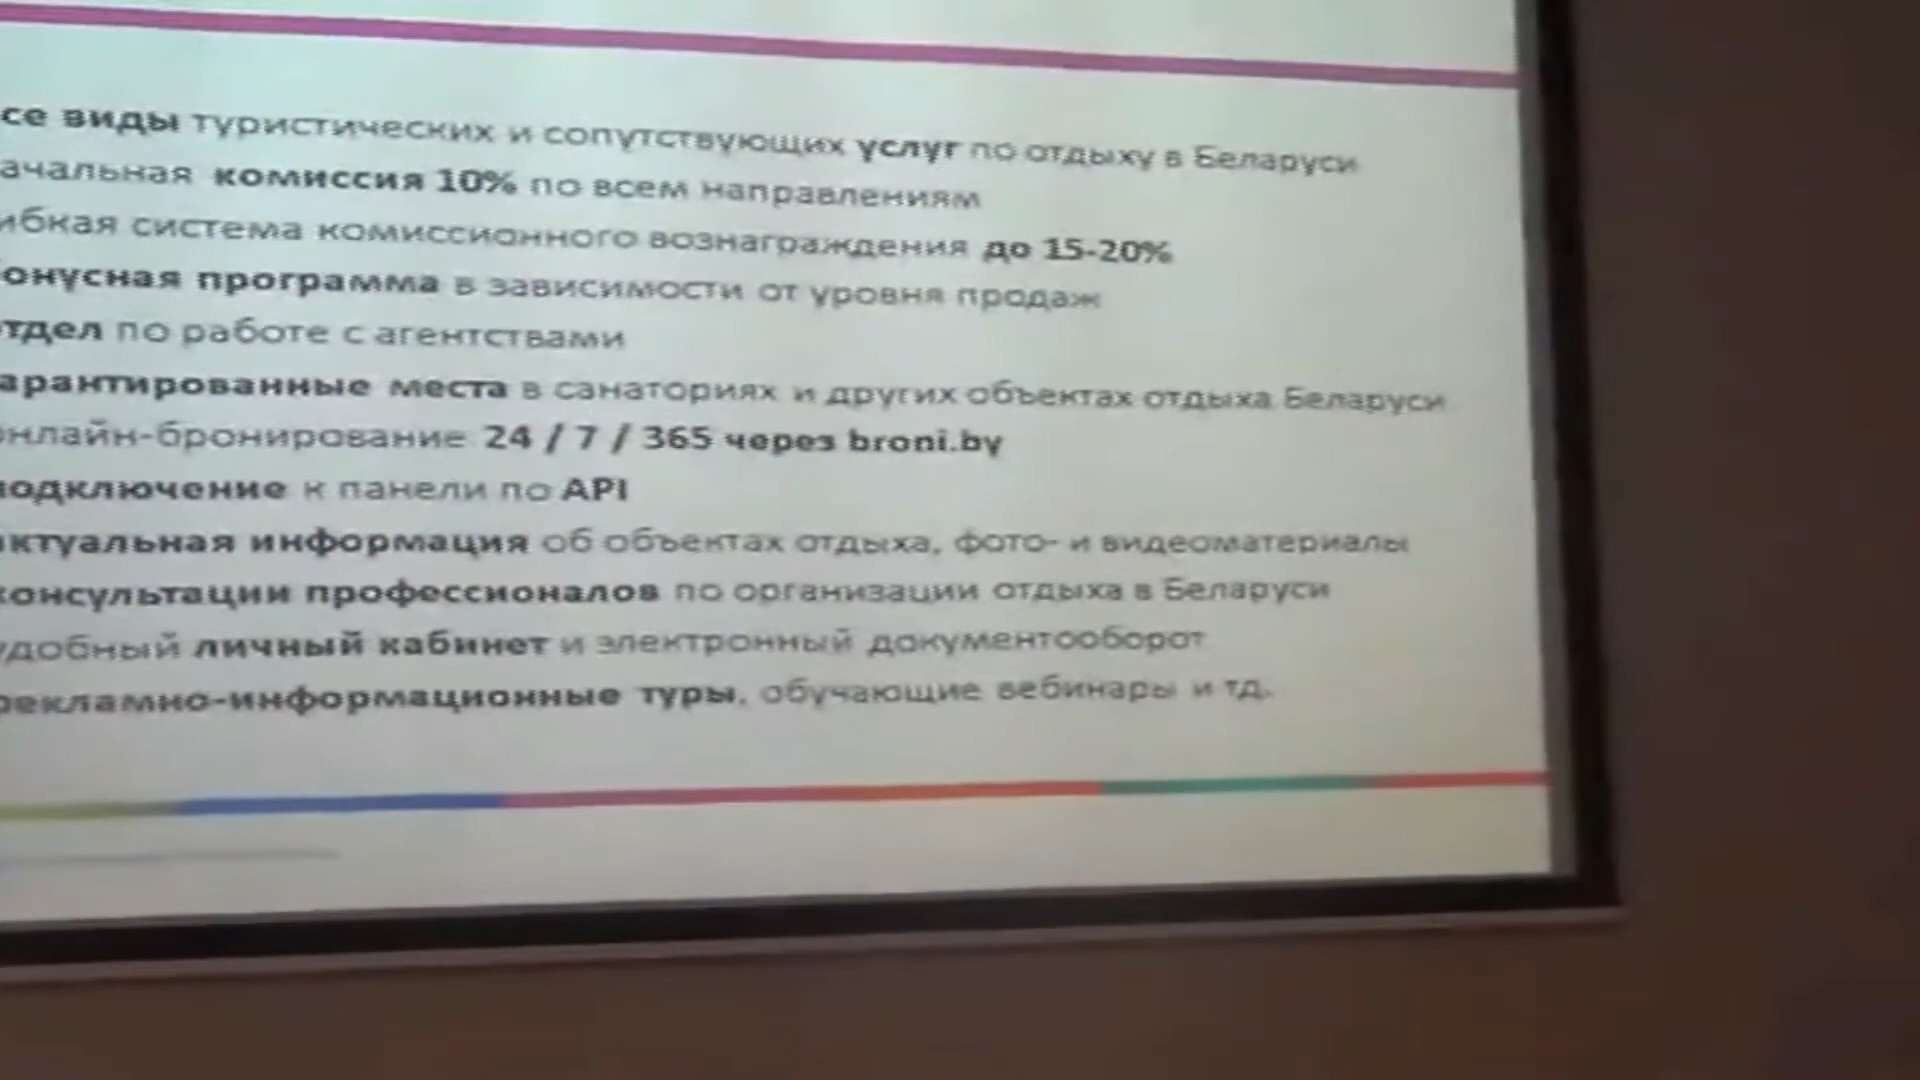 се виды туристических и сопутствующих услуг по отдыху в Беларуси
ачальная комиссия 10% по всем направлениям
ибкая система комиссионного вознаграждения до 15-20%
онусная программа в зависимости от уровня продаж
тдел по работе с агентствами
арантированные места в санаториях и других объектах отдыха Беларуси
нлайн-бронирование 24 / 7 / 365 через broni.by
одключение к панели по API
ктуальная информация об объектах отдыха, фото- и видеоматериалы
онсультации профессионалов по организации отдыха в Беларуси
удобный личный кабинет и электронный документооборот
рекламно-информационные туры, обучающие вебинары и тд.